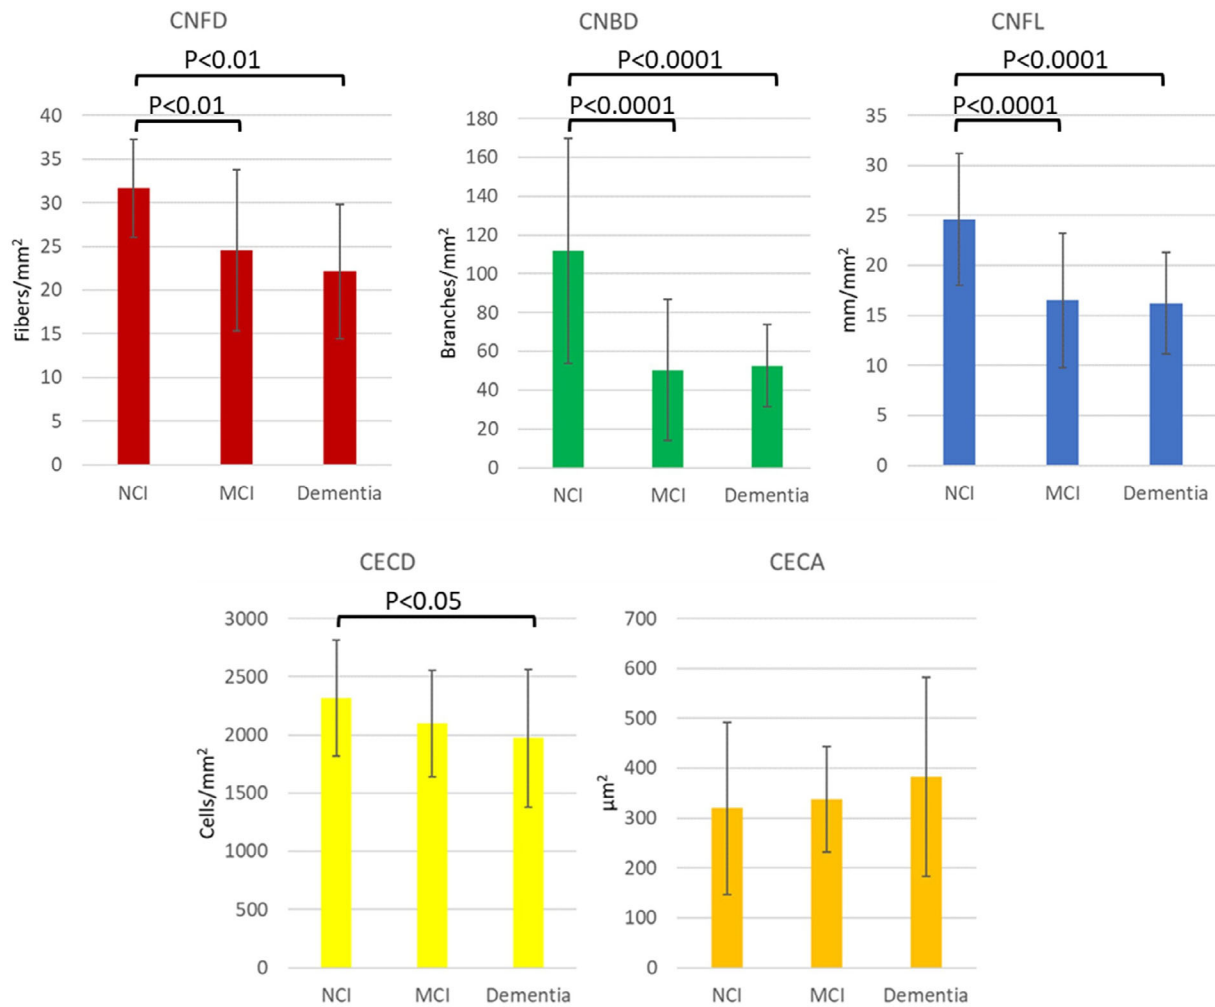 CNFD
P<0.01
P<0.01
40
35
30
25
20
15
10
5
0
Fibers/mm²
NCI MCI Dementia
CNBD
P<0.0001
P<0.0001
180
160
140
120
100
80
60
40
20
0
Branches/mm²
NCI MCI Dementia
CNFL
P<0.0001
P<0.0001
35
30
25
20
15
10
5
0
mm/mm²
NCI MCI Dementia
CECD
P<0.05
3000
2500
2000
1500
1000
500
0
Cells/mm²
NCI MCI Dementia
CECA
700
600
500
400
300
200
100
0
µm²
NCI MCI Dementia